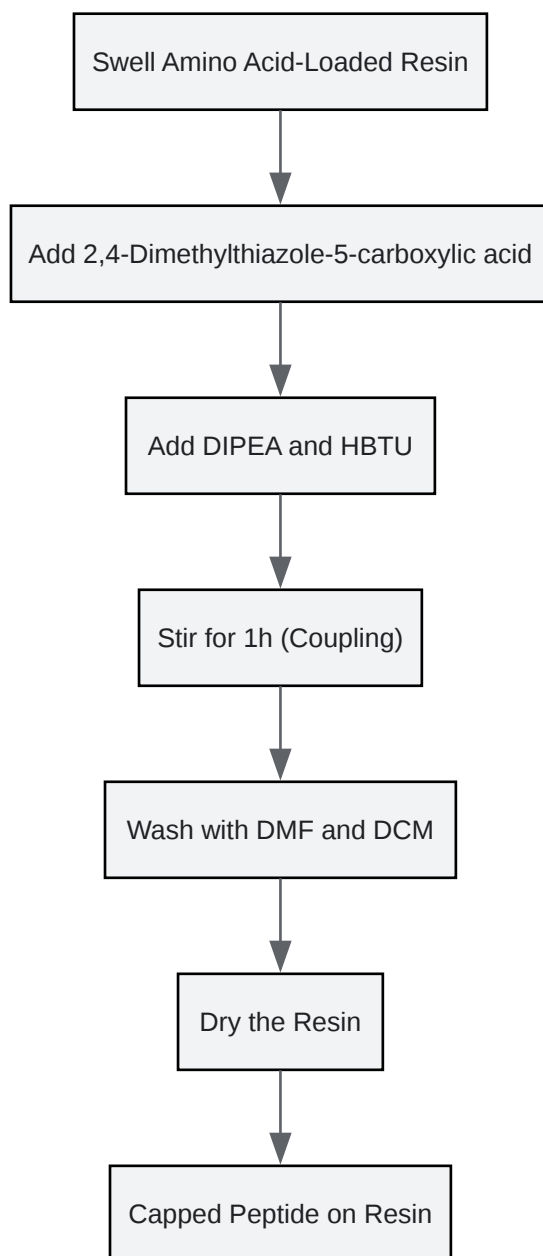 Swell Amino Acid-Loaded Resin
Add 2,4-Dimethylthiazole-5-carboxylic acid
Add DIPEA and HBTU
Stir for 1h (Coupling)
Wash with DMF and DCM
Dry the Resin
Capped Peptide on Resin